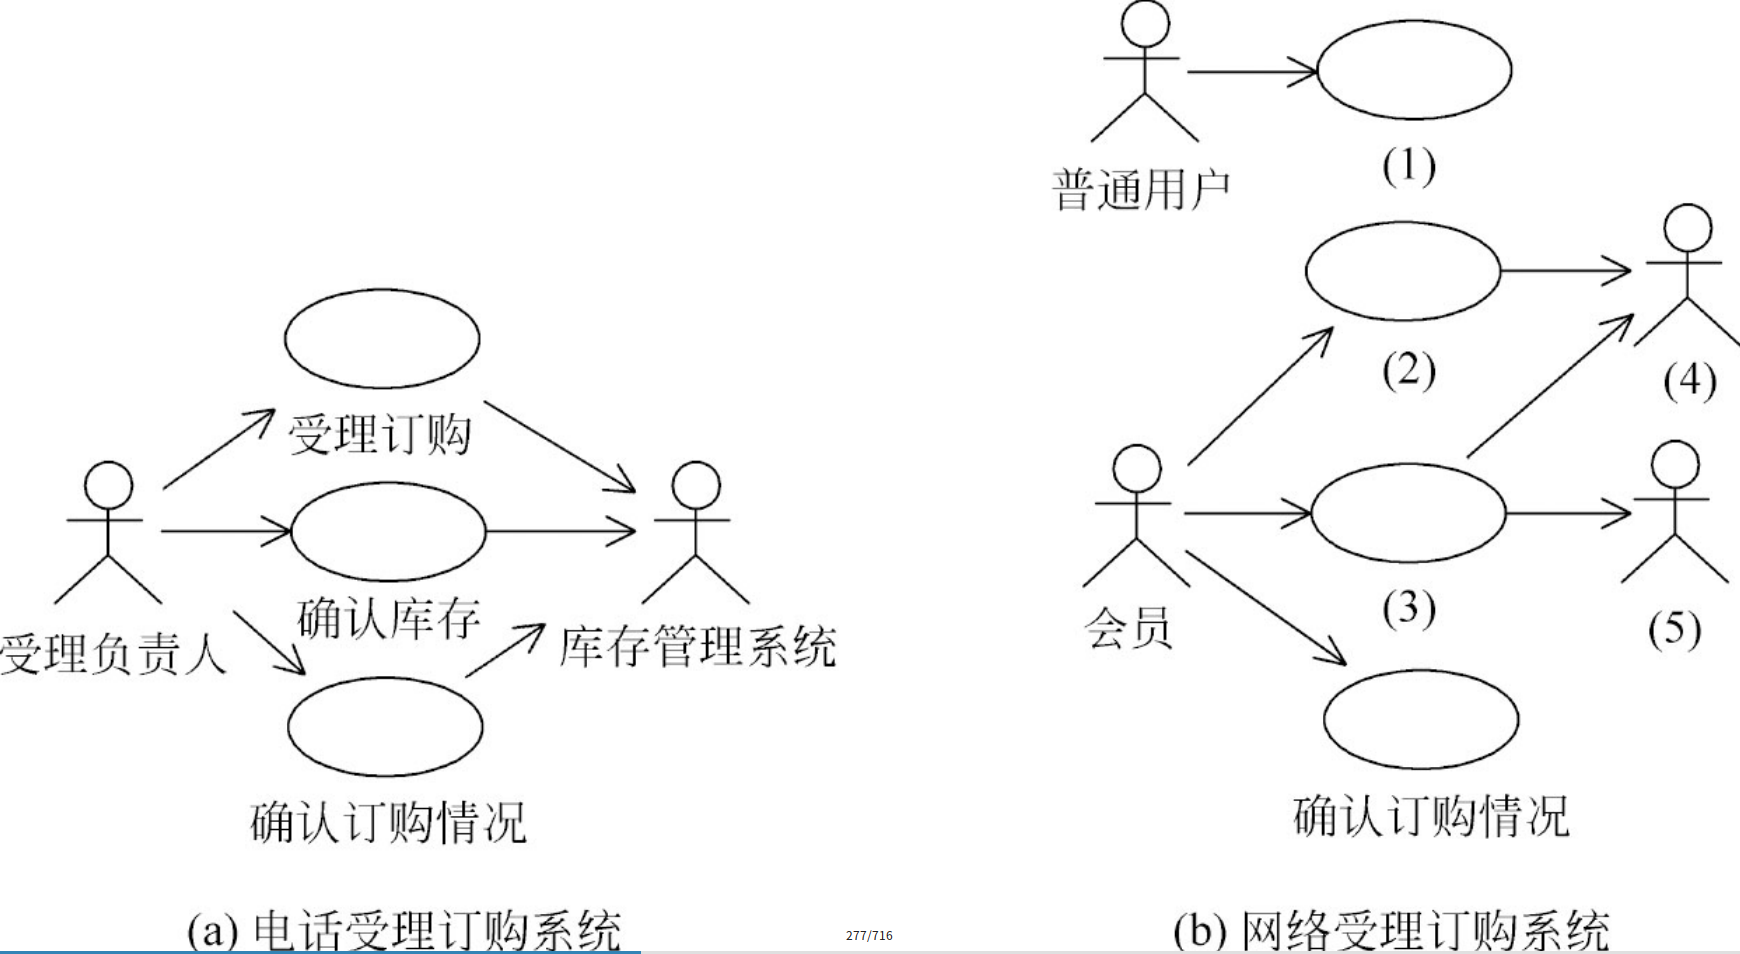 受理订购
确认库存
受理负责人
库存管理系统
确认订购情况
(a) 电话受理订购系统
普通用户
(1)
(2)
(4)
会员
(3)
(5)
确认订购情况
(b) 网络受理订购系统
277/716